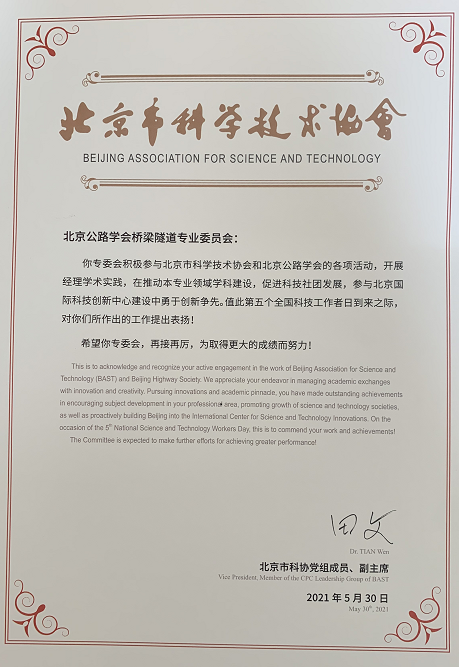 北京市科学技术协会
BEIJING ASSOCIATION FOR SCIENCE AND TECHNOLOGY
北京公路学会桥梁隧道专业委员会：
你专委会积极参与北京市科学技术协会和北京公路学会的各项活动，开展
经理学术实践，在推动本专业领域学科建设，促进科技社团发展，参与北京国
际科技创新中心建设中勇于创新争先。值此第五个全国科技工作者日到来之际，
对你们所作出的工作提出表扬！
希望你专委会，再接再厉，为取得更大的成绩而努力！
This is to acknowledge and recognize your active engagement in the work of Beijing Association for Science and
Technology (BAST) and Beijing Highway Society. We appreciate your endeavor in managing academic exchanges
with innovation and creativity. Pursuing innovations and academic pinnacle, you have made outstanding achievements
in encouraging subject development in your professional area, promoting growth of science and technology societies,
as well as proactively building Beijing into the International Center for Science and Technology Innovations. On the
occasion of the 5th National Science and Technology Workers Day, this is to commend your work and achievements!
The Committee is expected to make further efforts for achieving greater performance!
田文
Dr. TIAN Wen
北京市科协党组成员、副主席
Vice President, Member of the CPC Leadership Group of BAST
2021 年 5 月 30 日
May 30th, 2021